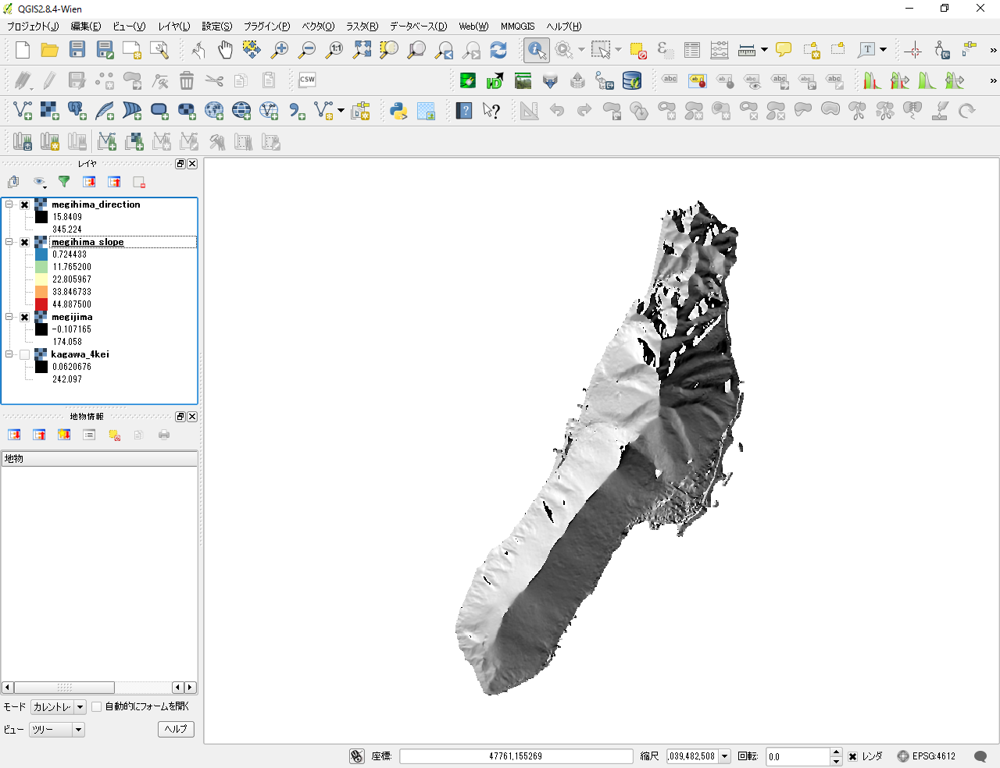 QGIS2.8.4-Wien
プロジェクト(J) 編集(E) ビュー(V) レイヤ(L) 設定(S) プラグイン(P) ベクタ(O) ラスタ(R) データベース(D) Web(W) MMQGIS ヘルプ(H)
CSW
レイヤ
megihima_direction
15.8409
345.224
megihima_slope
0.724433
11.765200
22.805967
33.846733
44.887500
megijima
-0.107165
174.058
kagawa_4kei
0.0620676
242.097
地物情報
地物
モード カレントレ 自動的にフォームを開く
ビュー ツリー ヘルプ
座標: 47761,155269 縮尺 ,039,482,508 回転: 0.0 レンダ EPSG:4612